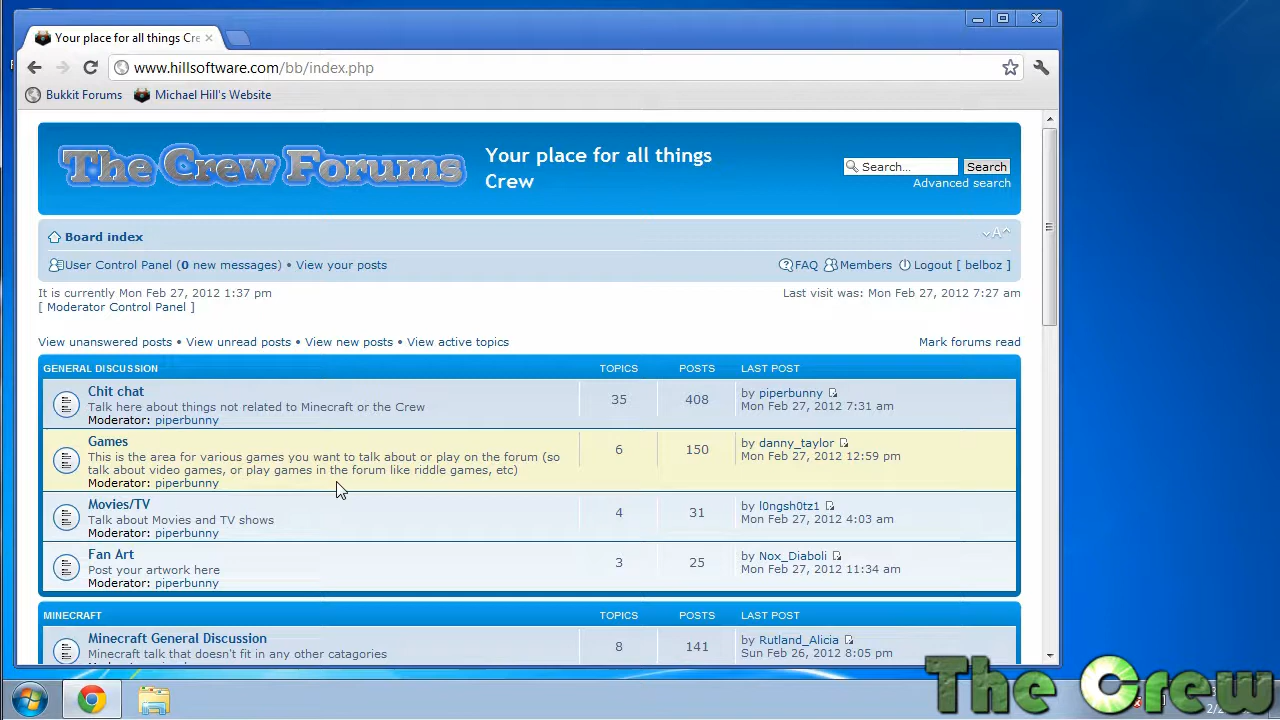 Your place for all things Cre
www.hillsoftware.com/bb/index.php
Bukkit Forums
Michael Hill's Website
The Crew Forums
Your place for all things
Crew
Search...
Search
Advanced search
Board index
A
User Control Panel (0 new messages) • View your posts
FAQ
Members
Logout [ belboz ]
It is currently Mon Feb 27, 2012 1:37 pm
Last visit was: Mon Feb 27, 2012 7:27 am
[ Moderator Control Panel ]
View unanswered posts • View unread posts • View new posts • View active topics
Mark forums read
GENERAL DISCUSSION TOPICS POSTS LAST POST
Chit chat
Talk here about things not related to Minecraft or the Crew
Moderator: piperbunny
35
408
by piperbunny
Mon Feb 27, 2012 7:31 am
Games
This is the area for various games you want to talk about or play on the forum (so
talk about video games, or play games in the forum like riddle games, etc)
Moderator: piperbunny
6
150
by danny_taylor
Mon Feb 27, 2012 12:59 pm
Movies/TV
Talk about Movies and TV shows
Moderator: piperbunny
4
31
by l0ngsh0tz1
Mon Feb 27, 2012 4:03 am
Fan Art
Post your artwork here
Moderator: piperbunny
3
25
by Nox_Diaboli
Mon Feb 27, 2012 11:34 am
MINECRAFT TOPICS POSTS LAST POST
Minecraft General Discussion
Minecraft talk that doesn't fit in any other catagories
8
141
by Rutland_Alicia
Sun Feb 26, 2012 8:05 pm
The Crew